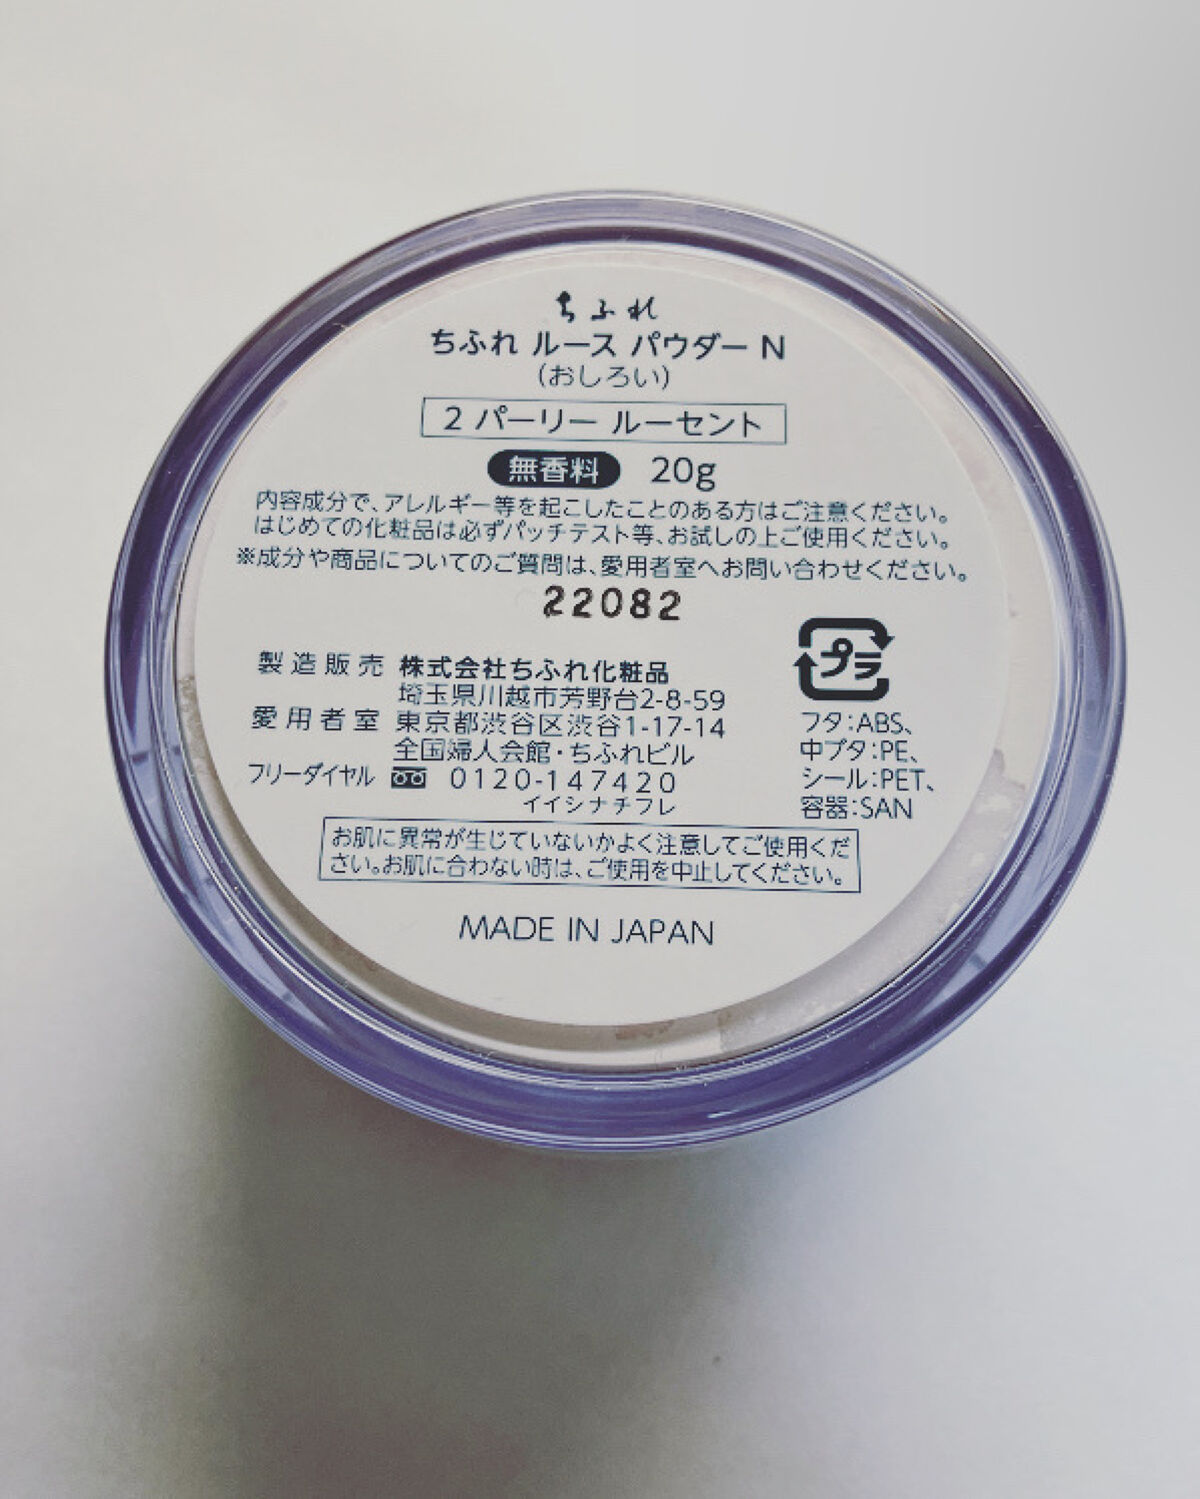 ちふれ
ちふれ ルース パウダー N
(おしろい)
2 パーリー ルーセント
無香料 20g
内容成分で、アレルギー等を起こしたことのある方はご注意ください。
はじめての化粧品は必ずパッチテスト等、お試しの上ご使用ください。
※成分や商品についてのご質問は、愛用者室へお問い合わせください。
22082
製造販売 株式会社ちふれ化粧品
埼玉県川越市芳野台2-8-59
愛用者室 東京都渋谷区渋谷1-17-14
全国婦人会館・ちふれビル
フリーダイヤル 0120-147420
イイシナチフレ
プラ
フタ:ABS、
中ブタ:PE、
シール:PET、
容器:SAN
お肌に異常が生じていないかよく注意してご使用くだ
さい。お肌に合わない時は、ご使用を中止してください。
MADE IN JAPAN